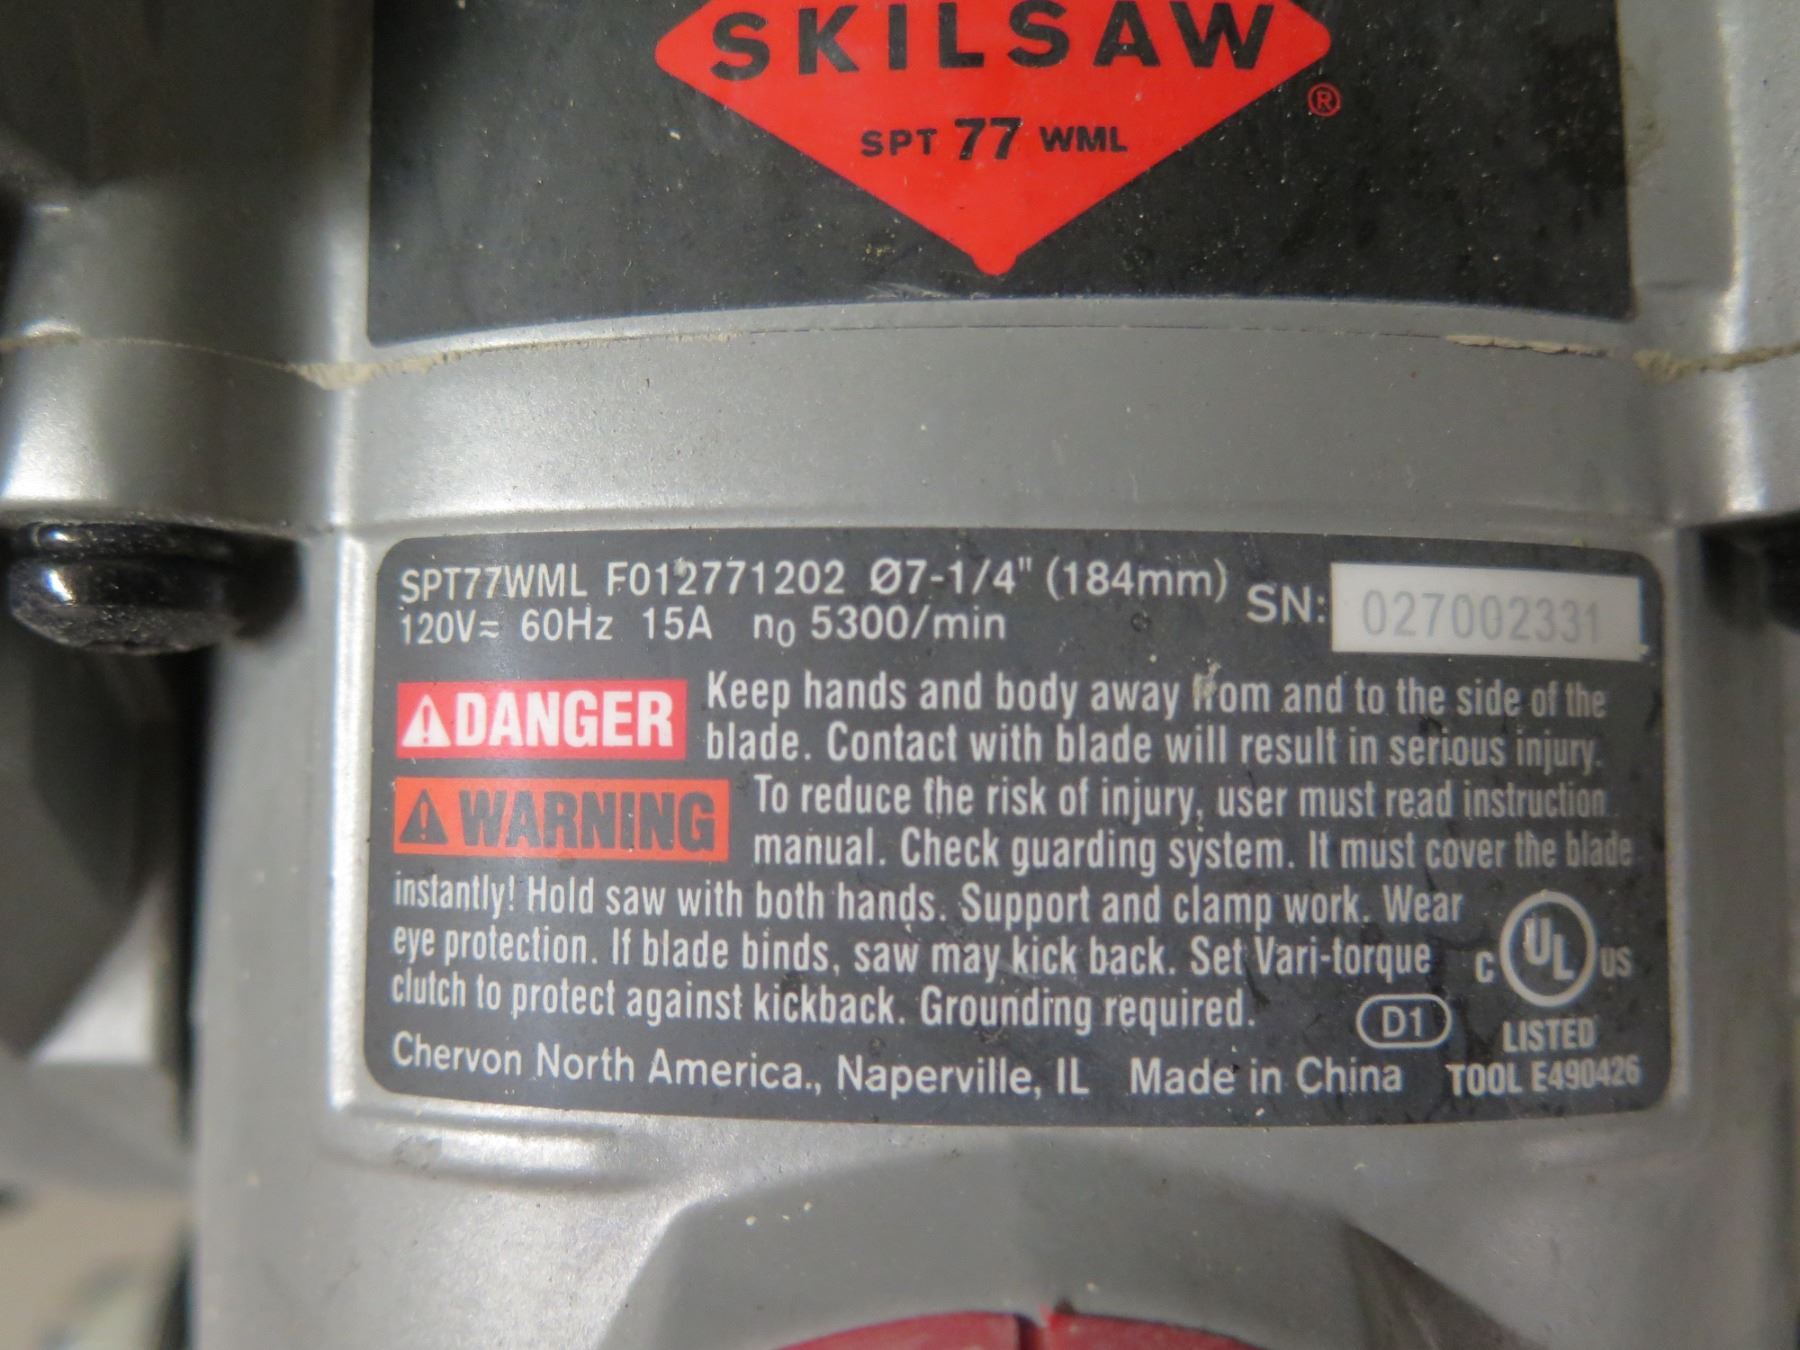 SKILSAW
®
SPT 77 WML
SPT77WML F012771202 Ø7-1/4" (184mm) SN: 027002331
120V≂ 60Hz 15A n0 5300/min
⚠DANGER Keep hands and body away from and to the side of the
blade. Contact with blade will result in serious injury.
⚠WARNING To reduce the risk of injury, user must read instruction
manual. Check guarding system. It must cover the blade
instantly! Hold saw with both hands. Support and clamp work. Wear
eye protection. If blade binds, saw may kick back. Set Vari-torque
clutch to protect against kickback. Grounding required.
C UL US
D1
LISTED
Chervon North America., Naperville, IL Made in China TOOL E490426